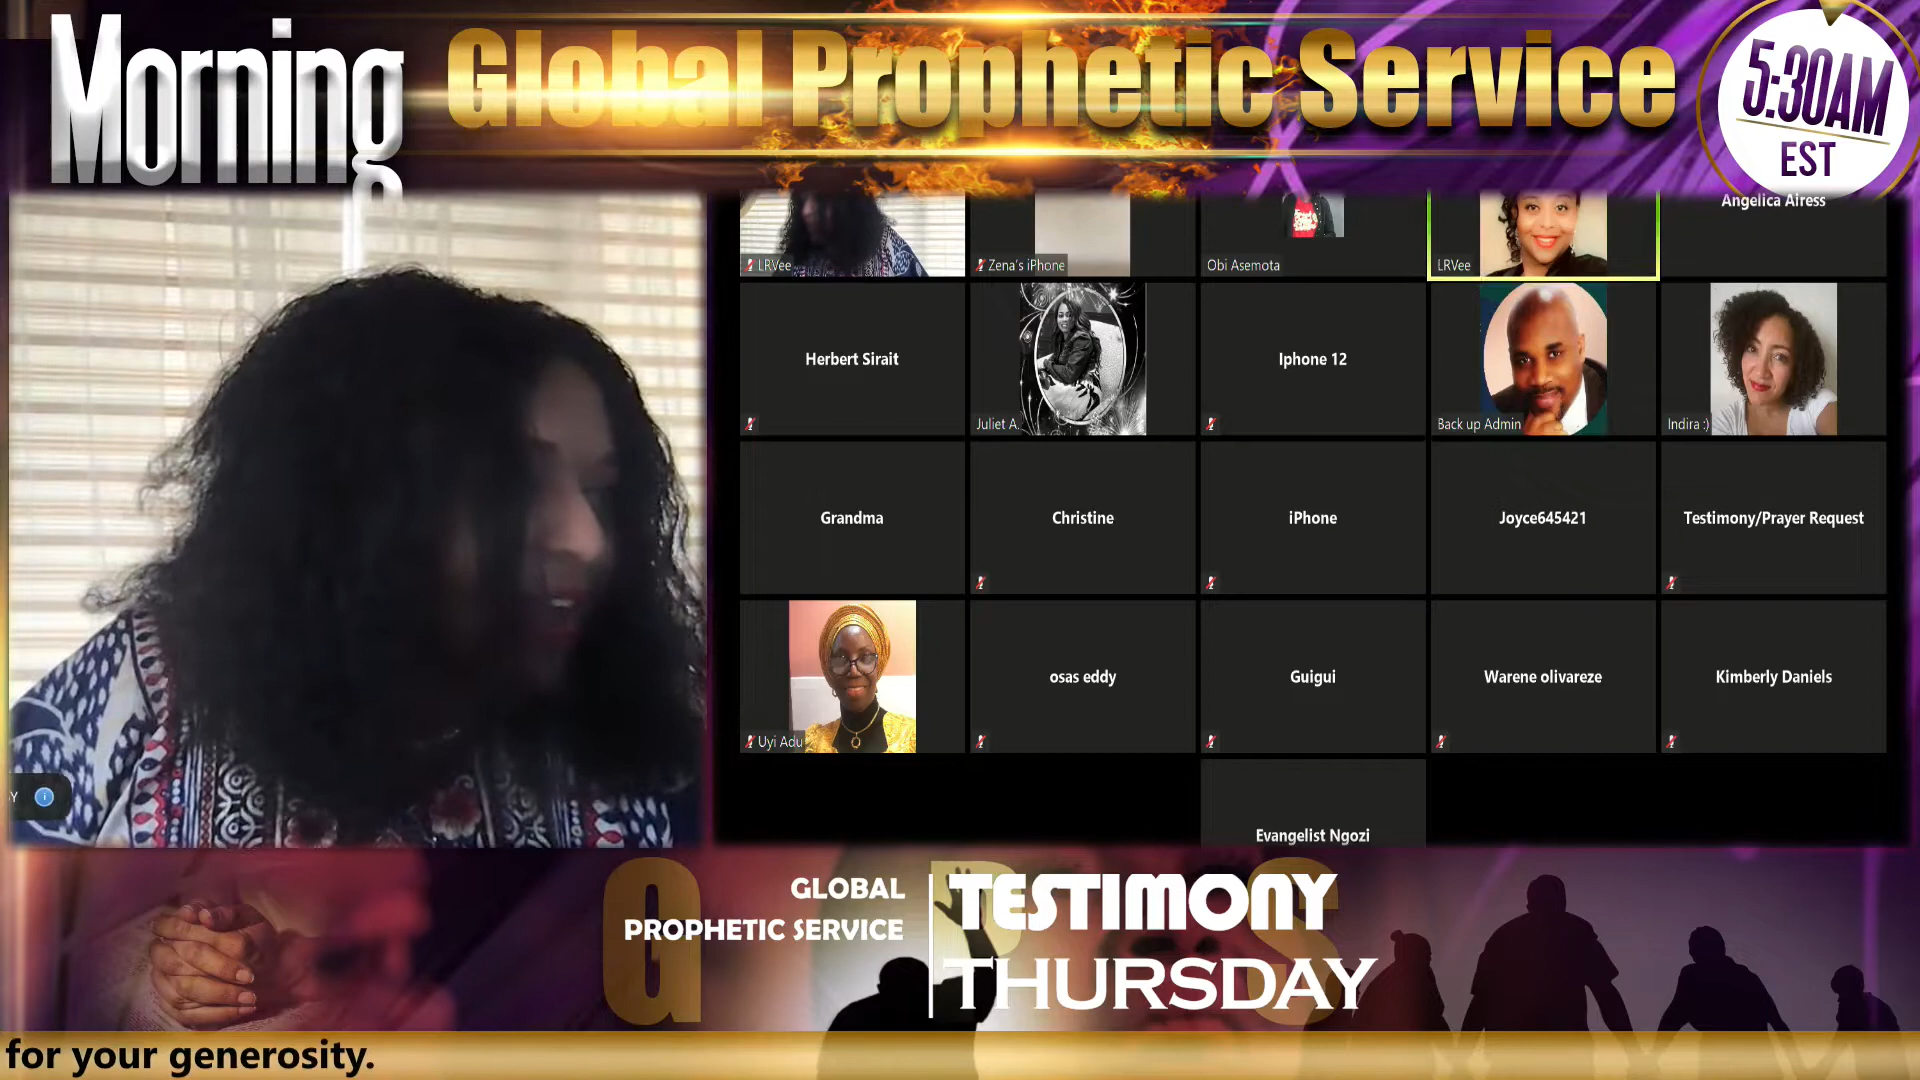 Morning
Global Prophetic Service
5:30AM
EST
LRVee
Zena's iPhone
Obi Asemota
LRVee
Angelica Airess
Herbert Sirait
Juliet A.
Iphone 12
Back up Admin
Indira :)
Grandma
Christine
iPhone
Joyce645421
Testimony/Prayer Request
Uyi Adu
osas eddy
Guigui
Warene olivareze
Kimberly Daniels
Evangelist Ngozi
G P S
GLOBAL
PROPHETIC SERVICE
TESTIMONY
THURSDAY
for your generosity.